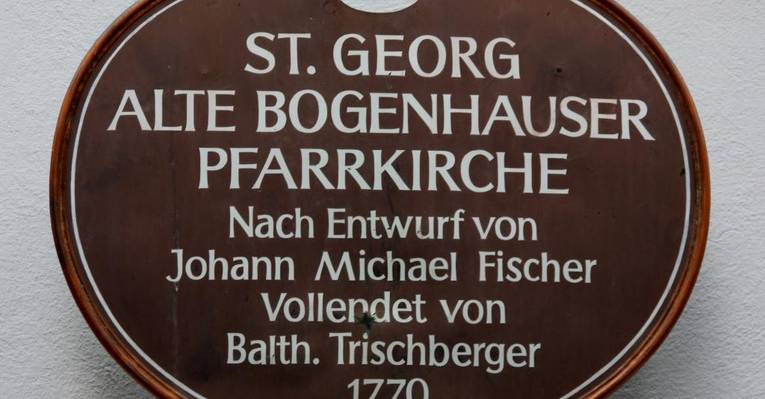 ST. GEORG
ALTE BOGENHAUSER
PFARRKIRCHE
Nach Entwurf von
Johann Michael Fischer
Vollendet von
Balth. Trischberger
1770